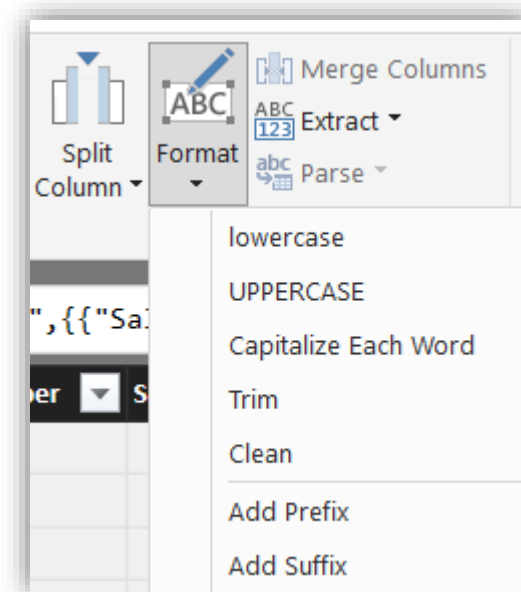 Split
Column
ABC
Format
Merge Columns
ABC
123
Extract
abc
Parse
lowercase
UPPERCASE
Capitalize Each Word
Trim
Clean
Add Prefix
Add Suffix
",{{"Sal
er
S